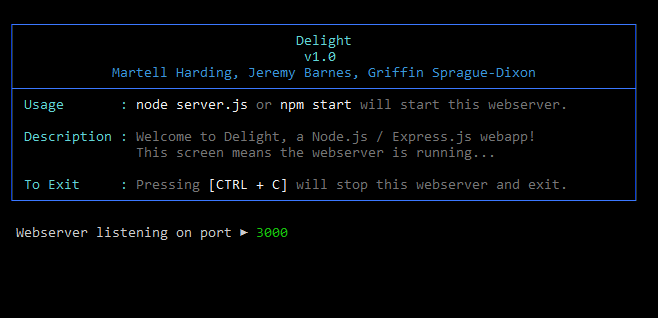 Delight
v1.0
Martell Harding, Jeremy Barnes, Griffin Sprague-Dixon
Usage : node server.js or npm start will start this webserver.
Description : Welcome to Delight, a Node.js / Express.js webapp!
This screen means the webserver is running...
To Exit : Pressing [CTRL + C] will stop this webserver and exit.
Webserver listening on port ► 3000